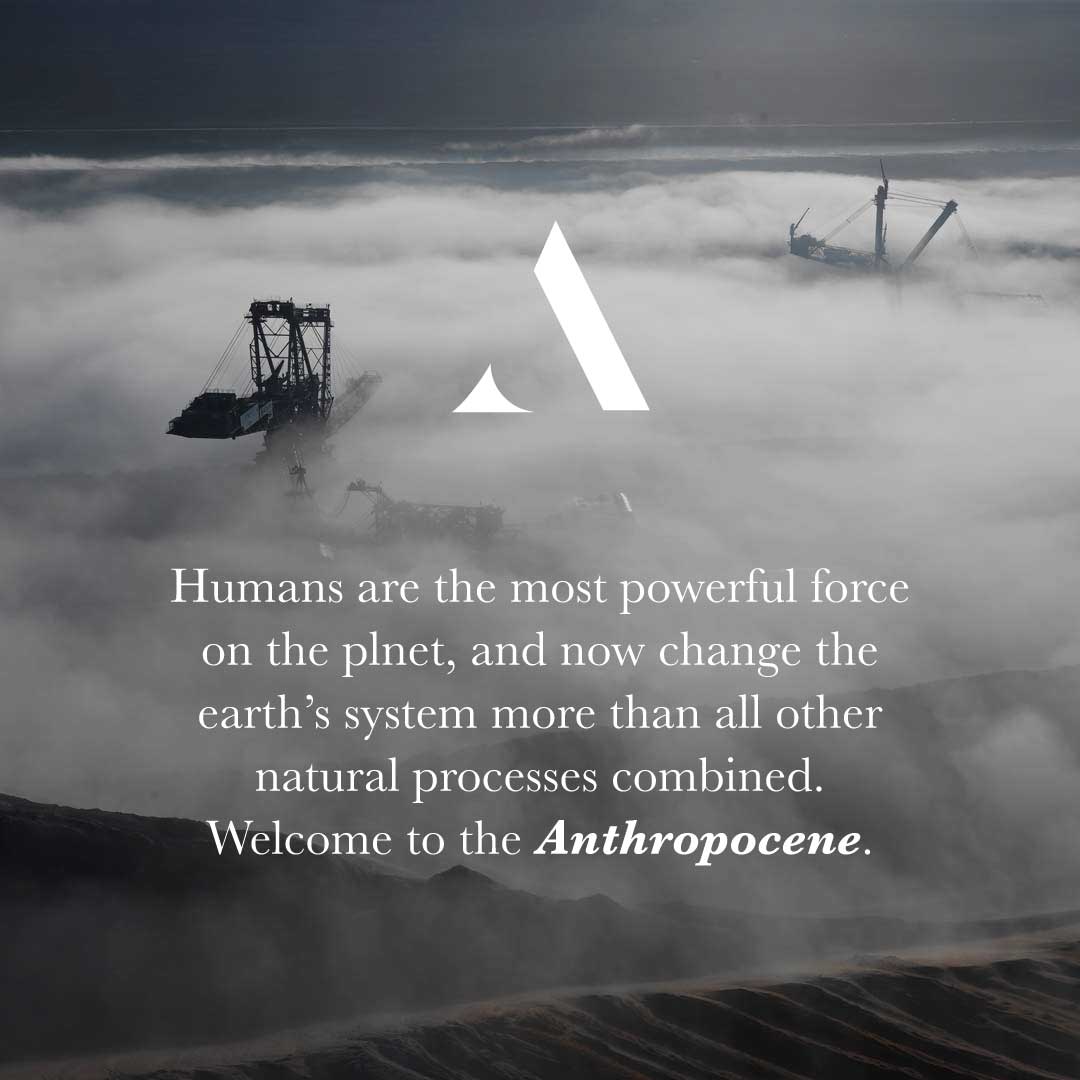 A
Humans are the most powerful force
on the plnet, and now change the
earth’s system more than all other
natural processes combined.
Welcome to the Anthropocene.